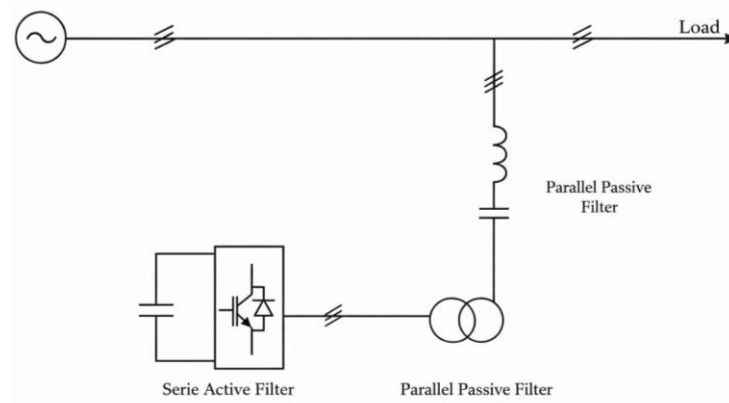 Load
Parallel Passive
Filter
Serie Active Filter
Parallel Passive Filter